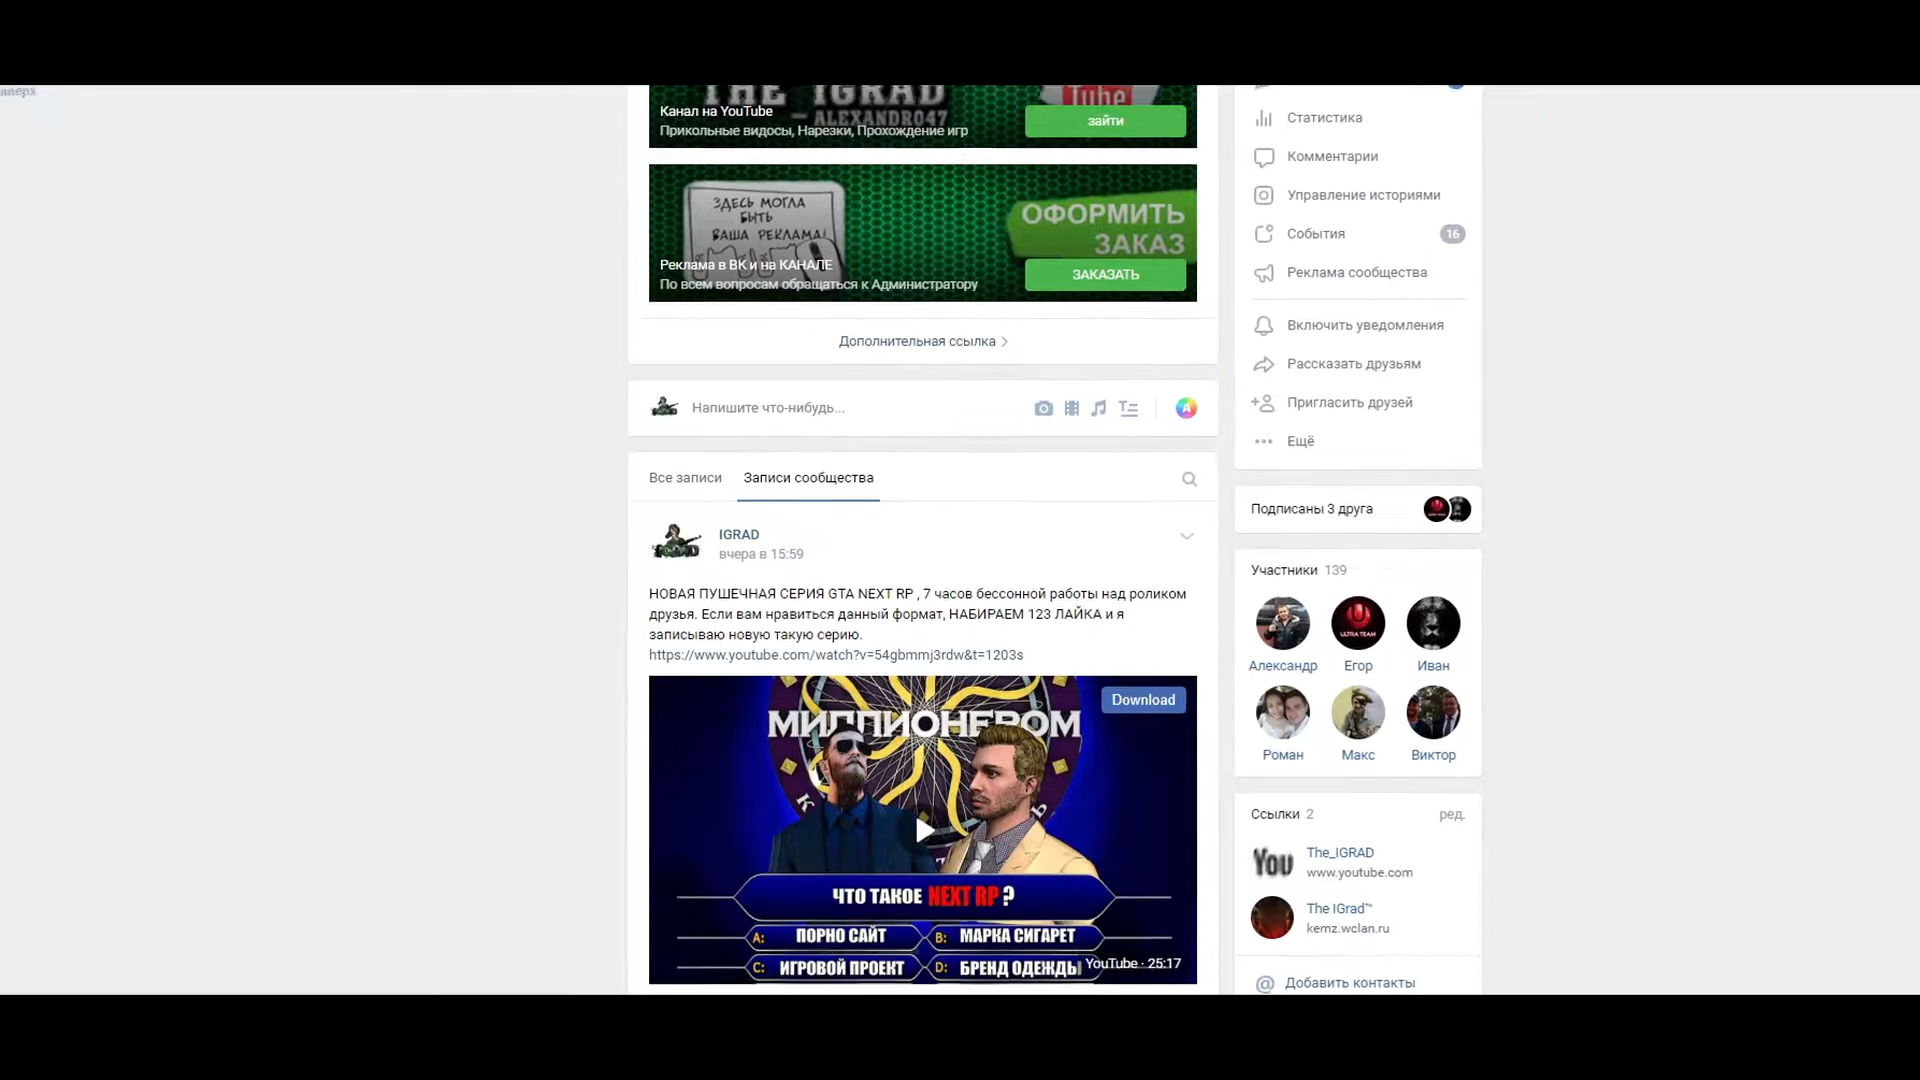 аверх
THE IGRAD
Tube
Канал на YouTube
— ALEXANDR047
Прикольные видосы, Нарезки, Прохождение игр
зайти
ЗДЕСЬ МОГЛА
БЫТЬ
ВАША РЕКЛАМА!
ОФОРМИТЬ
ЗАКАЗ
Реклама в ВК и на КАНАЛЕ
По всем вопросам обращаться к Администратору
ЗАКАЗАТЬ
Дополнительная ссылка
Напишите что-нибудь...
Все записи
Записи сообщества
IGRAD
вчера в 15:59
НОВАЯ ПУШЕЧНАЯ СЕРИЯ GTA NEXT RP , 7 часов бессонной работы над роликом
друзья. Если вам нравиться данный формат, НАБИРАЕМ 123 ЛАЙКА и я
записываю новую такую серию.
https://www.youtube.com/watch?v=54gbmmj3rdw&t=1203s
Download
МИЛЛИОНЕРОМ
ЧТО ТАКОЕ NEXT RP ?
A: ПОРНО САЙТ
B: МАРКА СИГАРЕТ
C: ИГРОВОЙ ПРОЕКТ
D: БРЕНД ОДЕЖДЫ
YouTube · 25:17
Статистика
Комментарии
Управление историями
События 16
Реклама сообщества
Включить уведомления
Рассказать друзьям
Пригласить друзей
Ещё
Подписаны 3 друга
Участники 139
ULTRA TEAM
Александр
Егор
Иван
Роман
Макс
Виктор
Ссылки 2
ред.
You
The_IGRAD
www.youtube.com
The IGrad™
kemz.wclan.ru
Добавить контакты